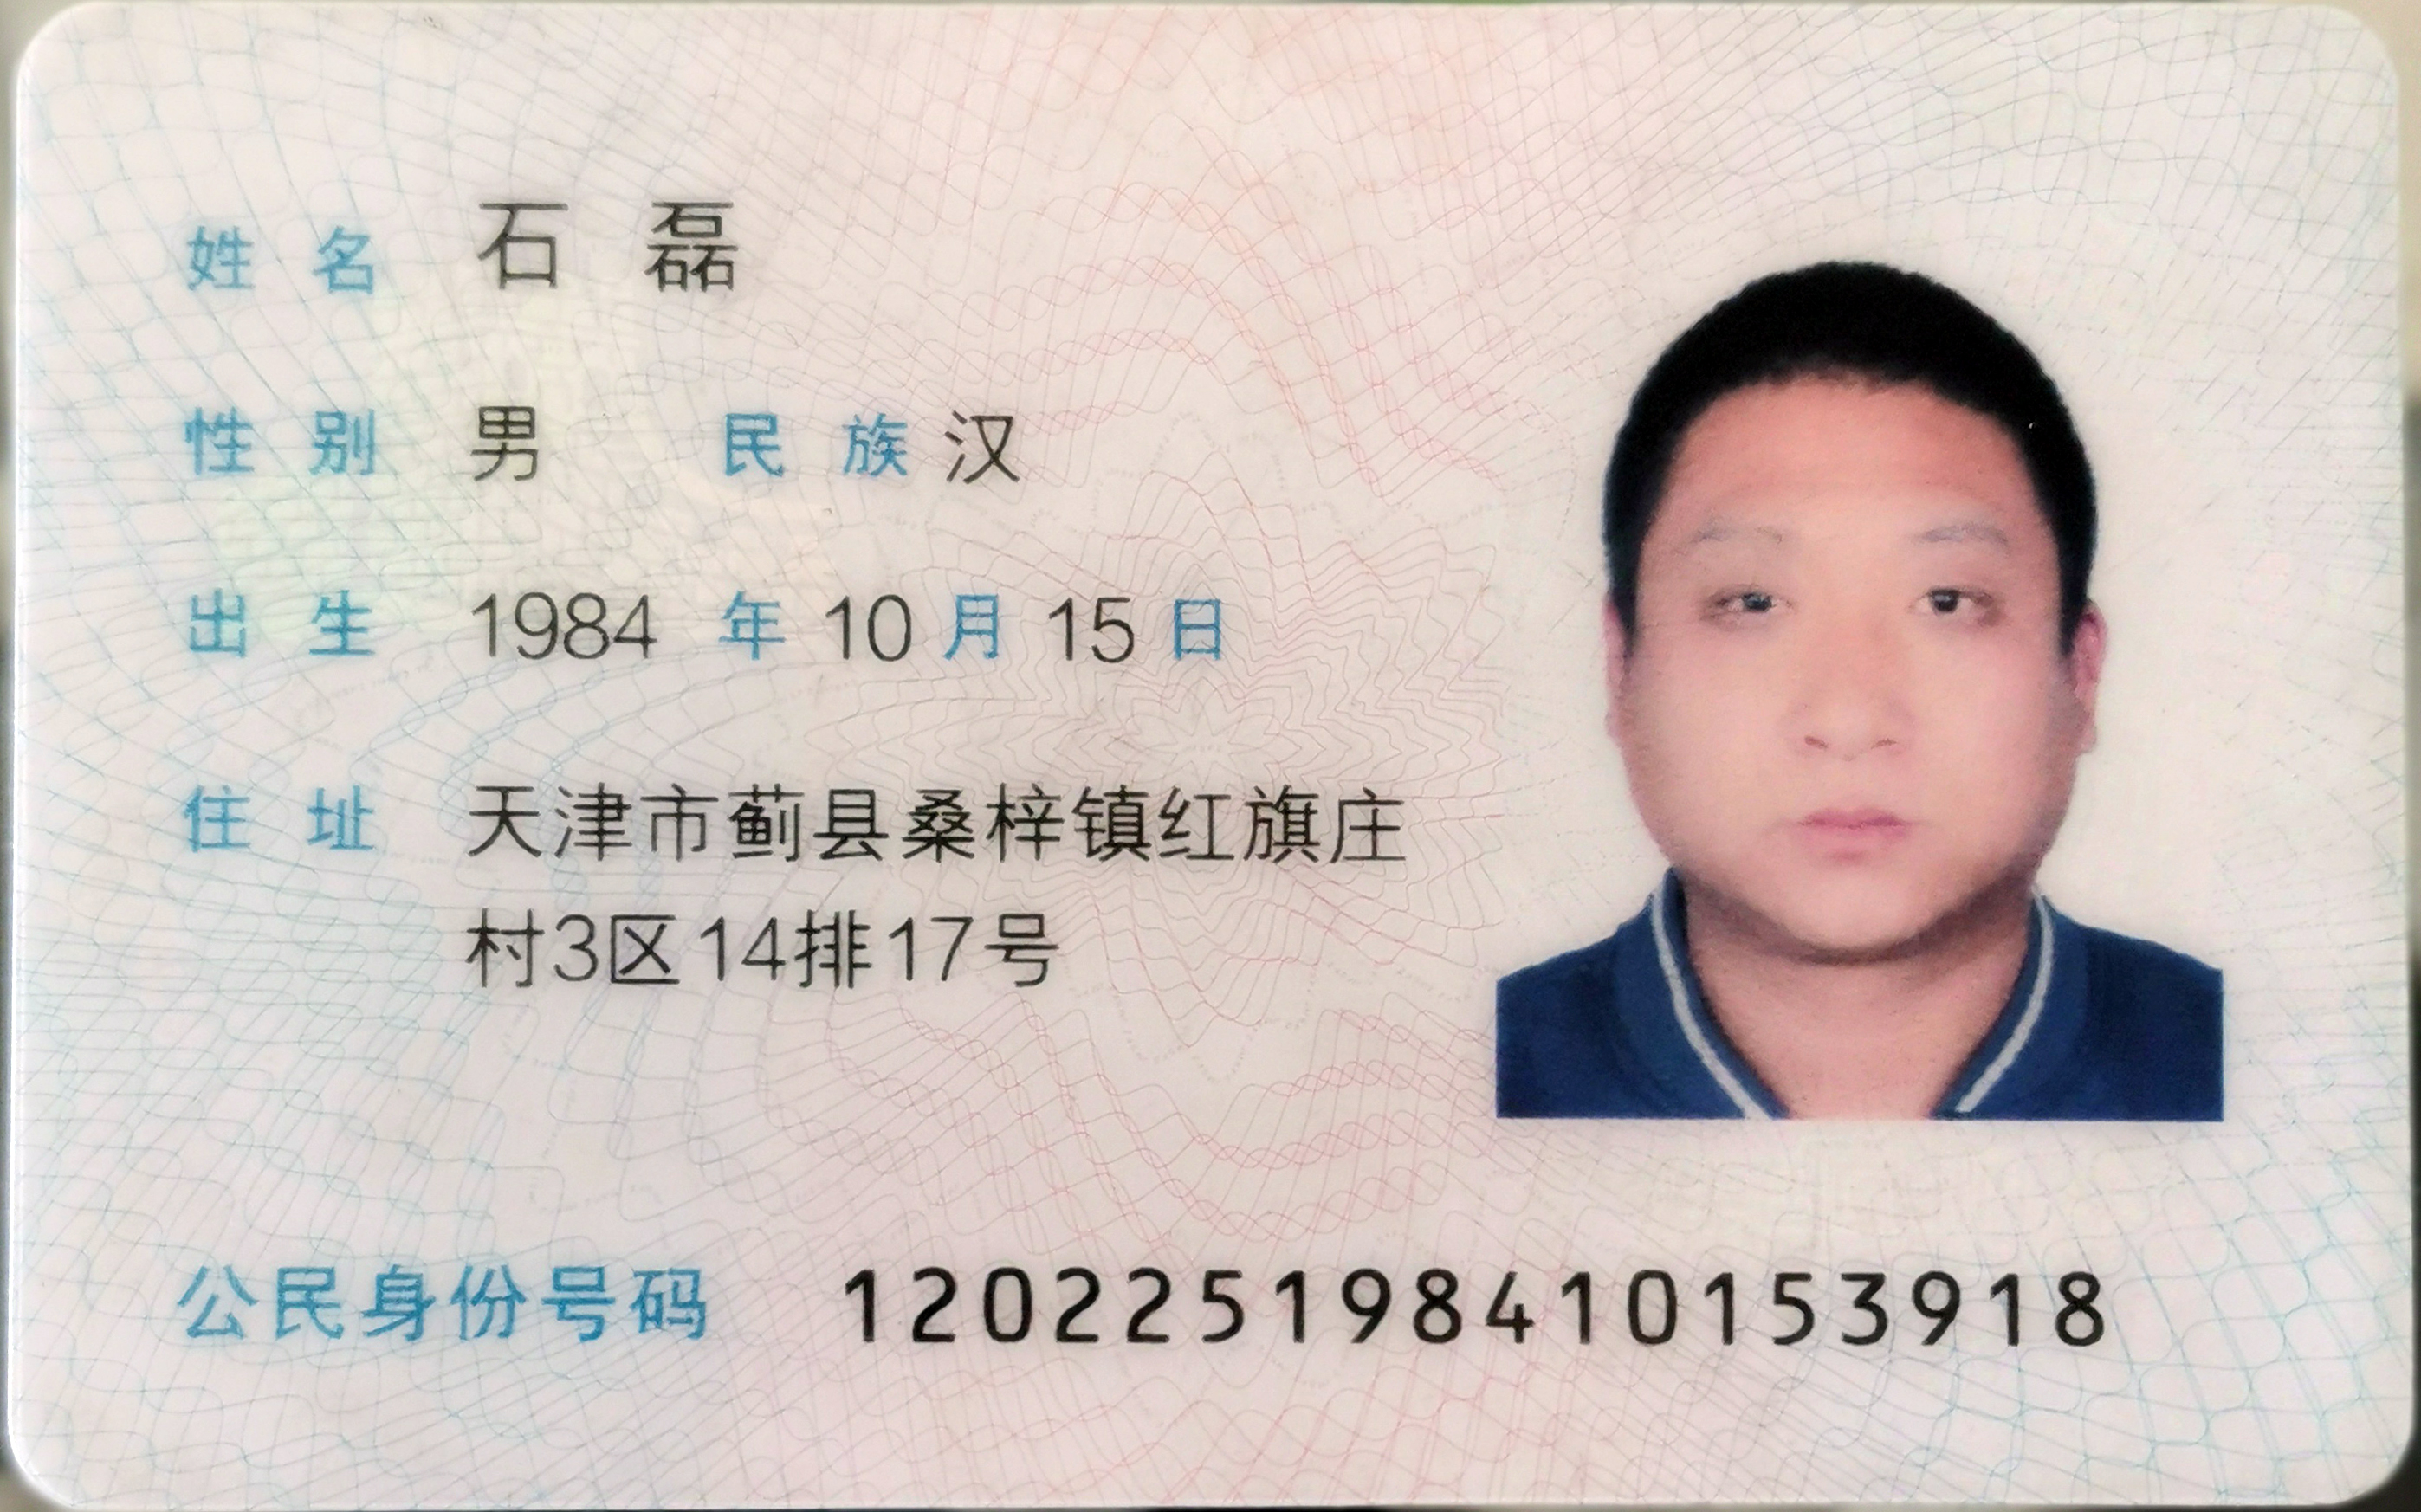 姓名 石磊
性别 男 民族 汉
出生 1984 年 10 月 15 日
住址 天津市蓟县桑梓镇红旗庄
村3区14排17号
公民身份号码 120225198410153918